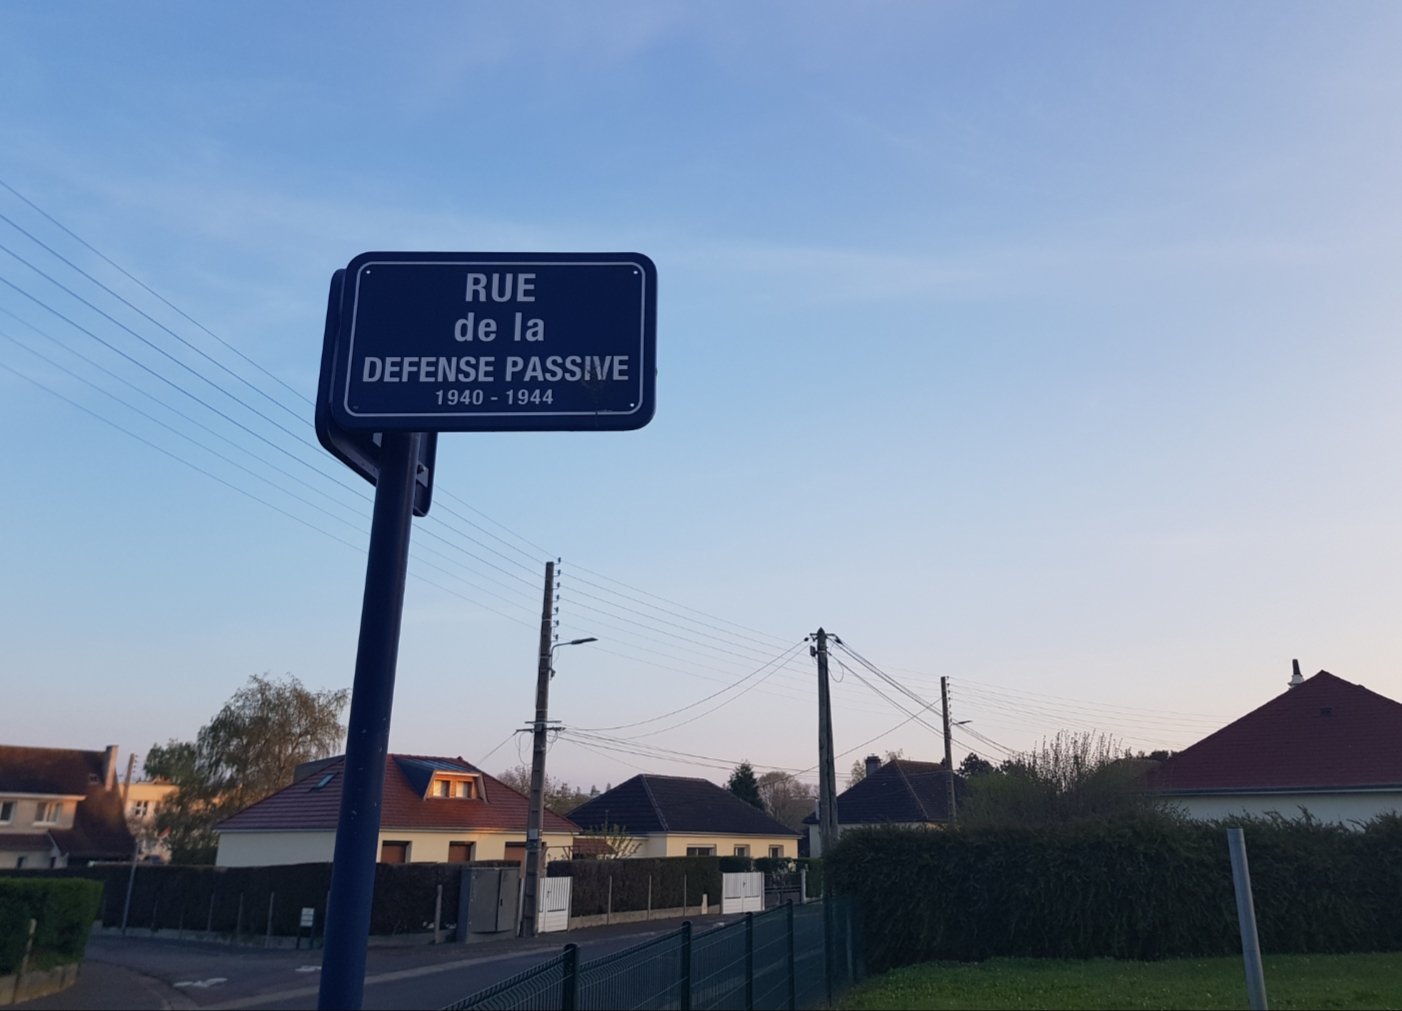 RUE
de la
DEFENSE PASSIVE
1940 - 1944